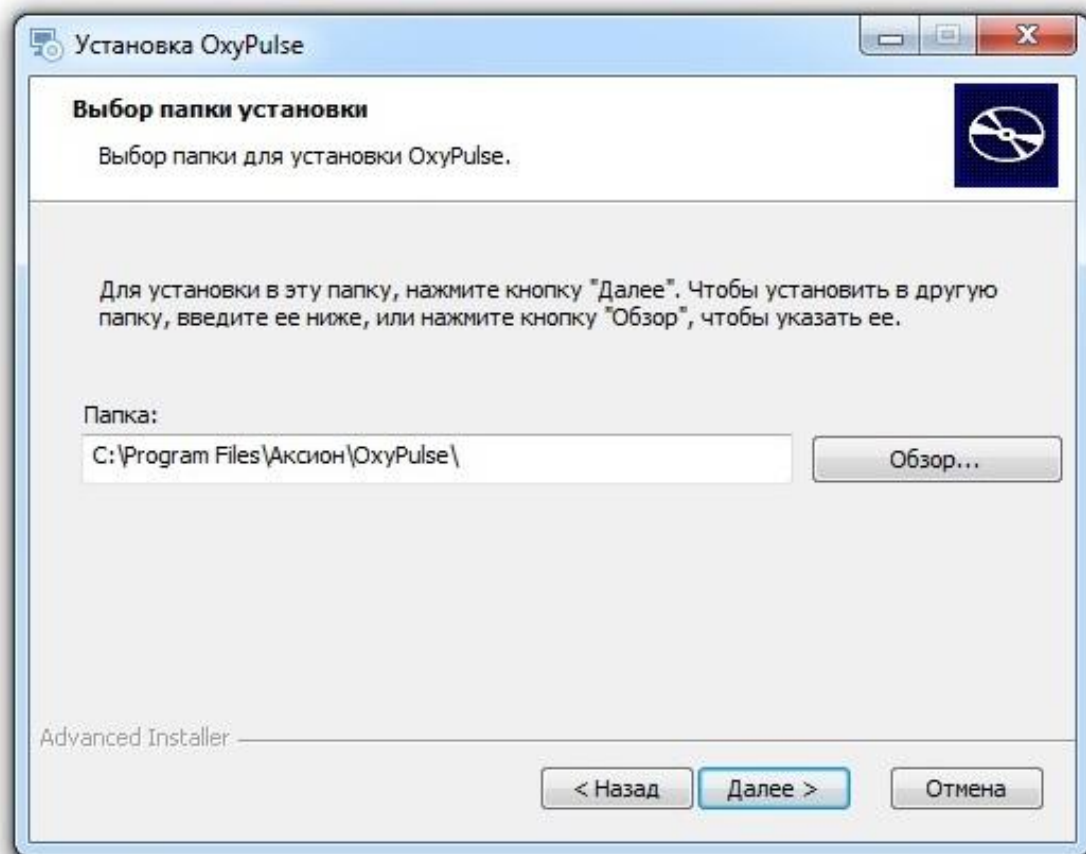 Установка OxyPulse
Выбор папки установки
Выбор папки для установки OxyPulse.
Для установки в эту папку, нажмите кнопку "Далее". Чтобы установить в другую
папку, введите ее ниже, или нажмите кнопку "Обзор", чтобы указать ее.
Папка:
C:\Program Files\Аксион\OxyPulse\
Обзор...
Advanced Installer
< Назад
Далее >
Отмена